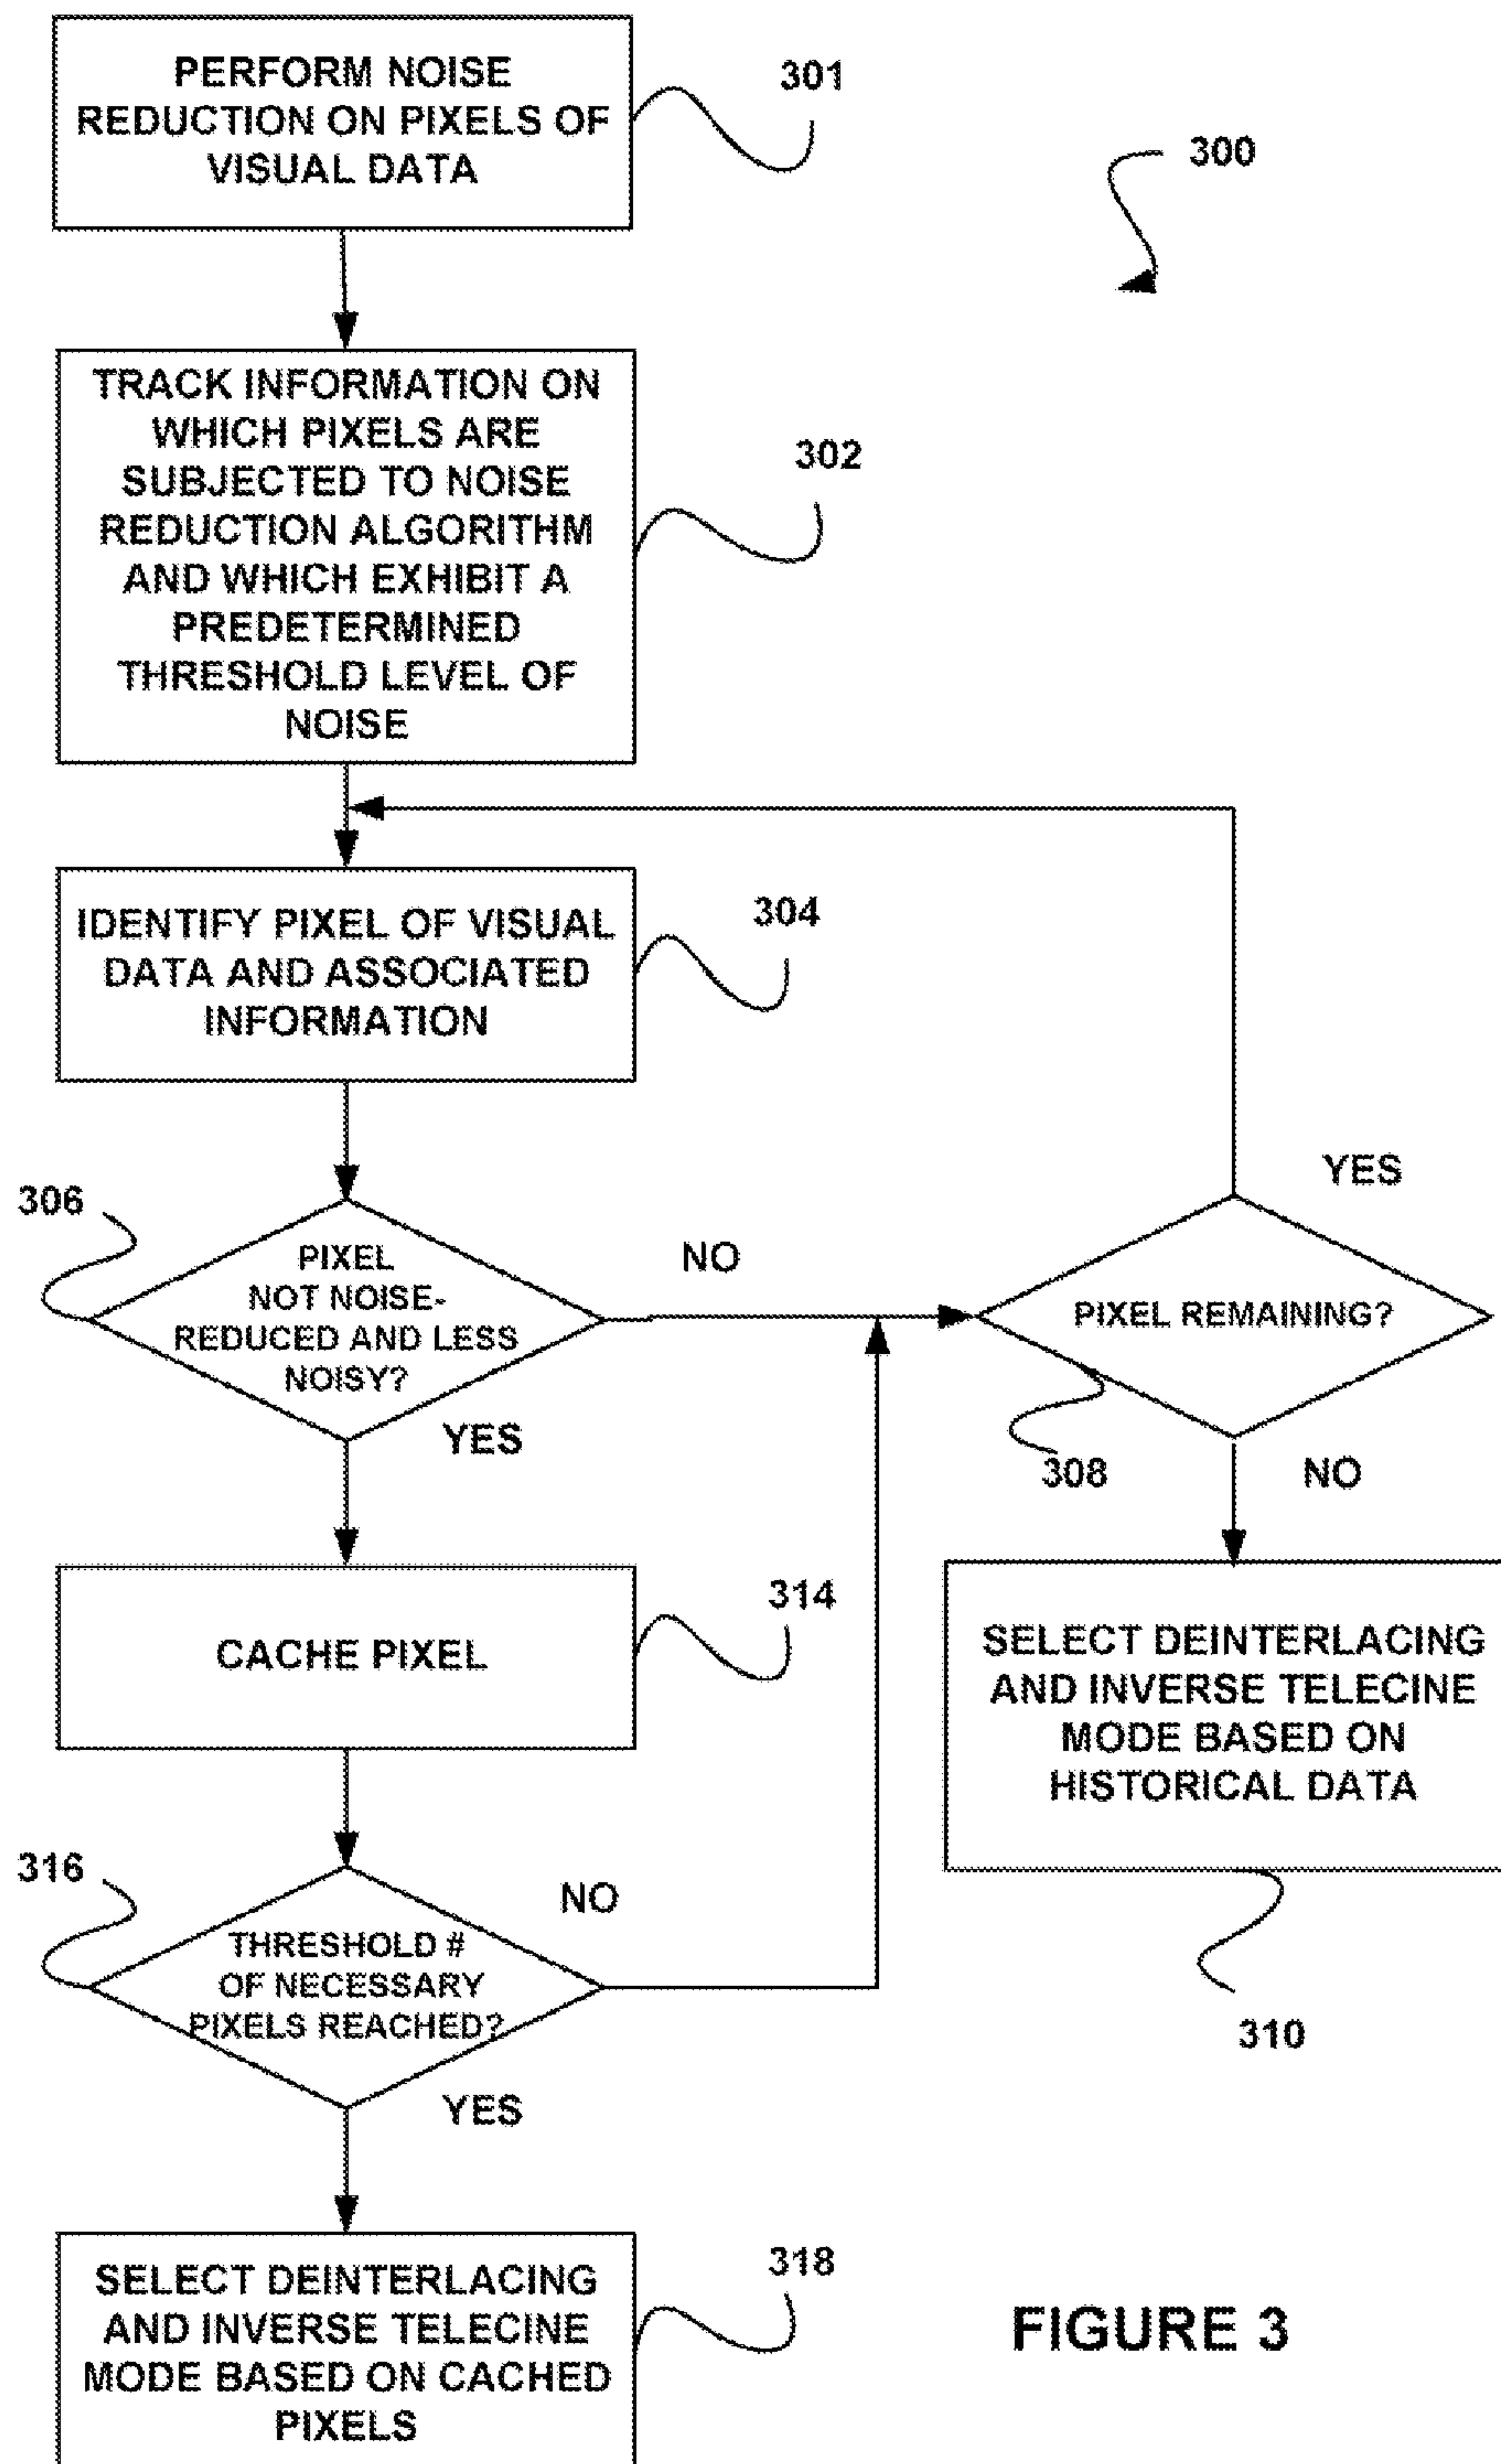 PERFORM NOISE
REDUCTION ON PIXELS OF
VISUAL DATA
301
300
TRACK INFORMATION ON
WHICH PIXELS ARE
SUBJECTED TO NOISE
REDUCTION ALGORITHM
AND WHICH EXHIBIT A
PREDETERMINED
THRESHOLD LEVEL OF
NOISE
302
IDENTIFY PIXEL OF VISUAL
DATA AND ASSOCIATED
INFORMATION
304
306
PIXEL
NOT NOISE-
REDUCED AND LESS
NOISY?
NO
YES
YES
PIXEL REMAINING?
308
NO
CACHE PIXEL
314
SELECT DEINTERLACING
AND INVERSE TELECINE
MODE BASED ON
HISTORICAL DATA
310
316
THRESHOLD #
OF NECESSARY
PIXELS REACHED?
NO
YES
SELECT DEINTERLACING
AND INVERSE TELECINE
MODE BASED ON CACHED
PIXELS
318
FIGURE 3